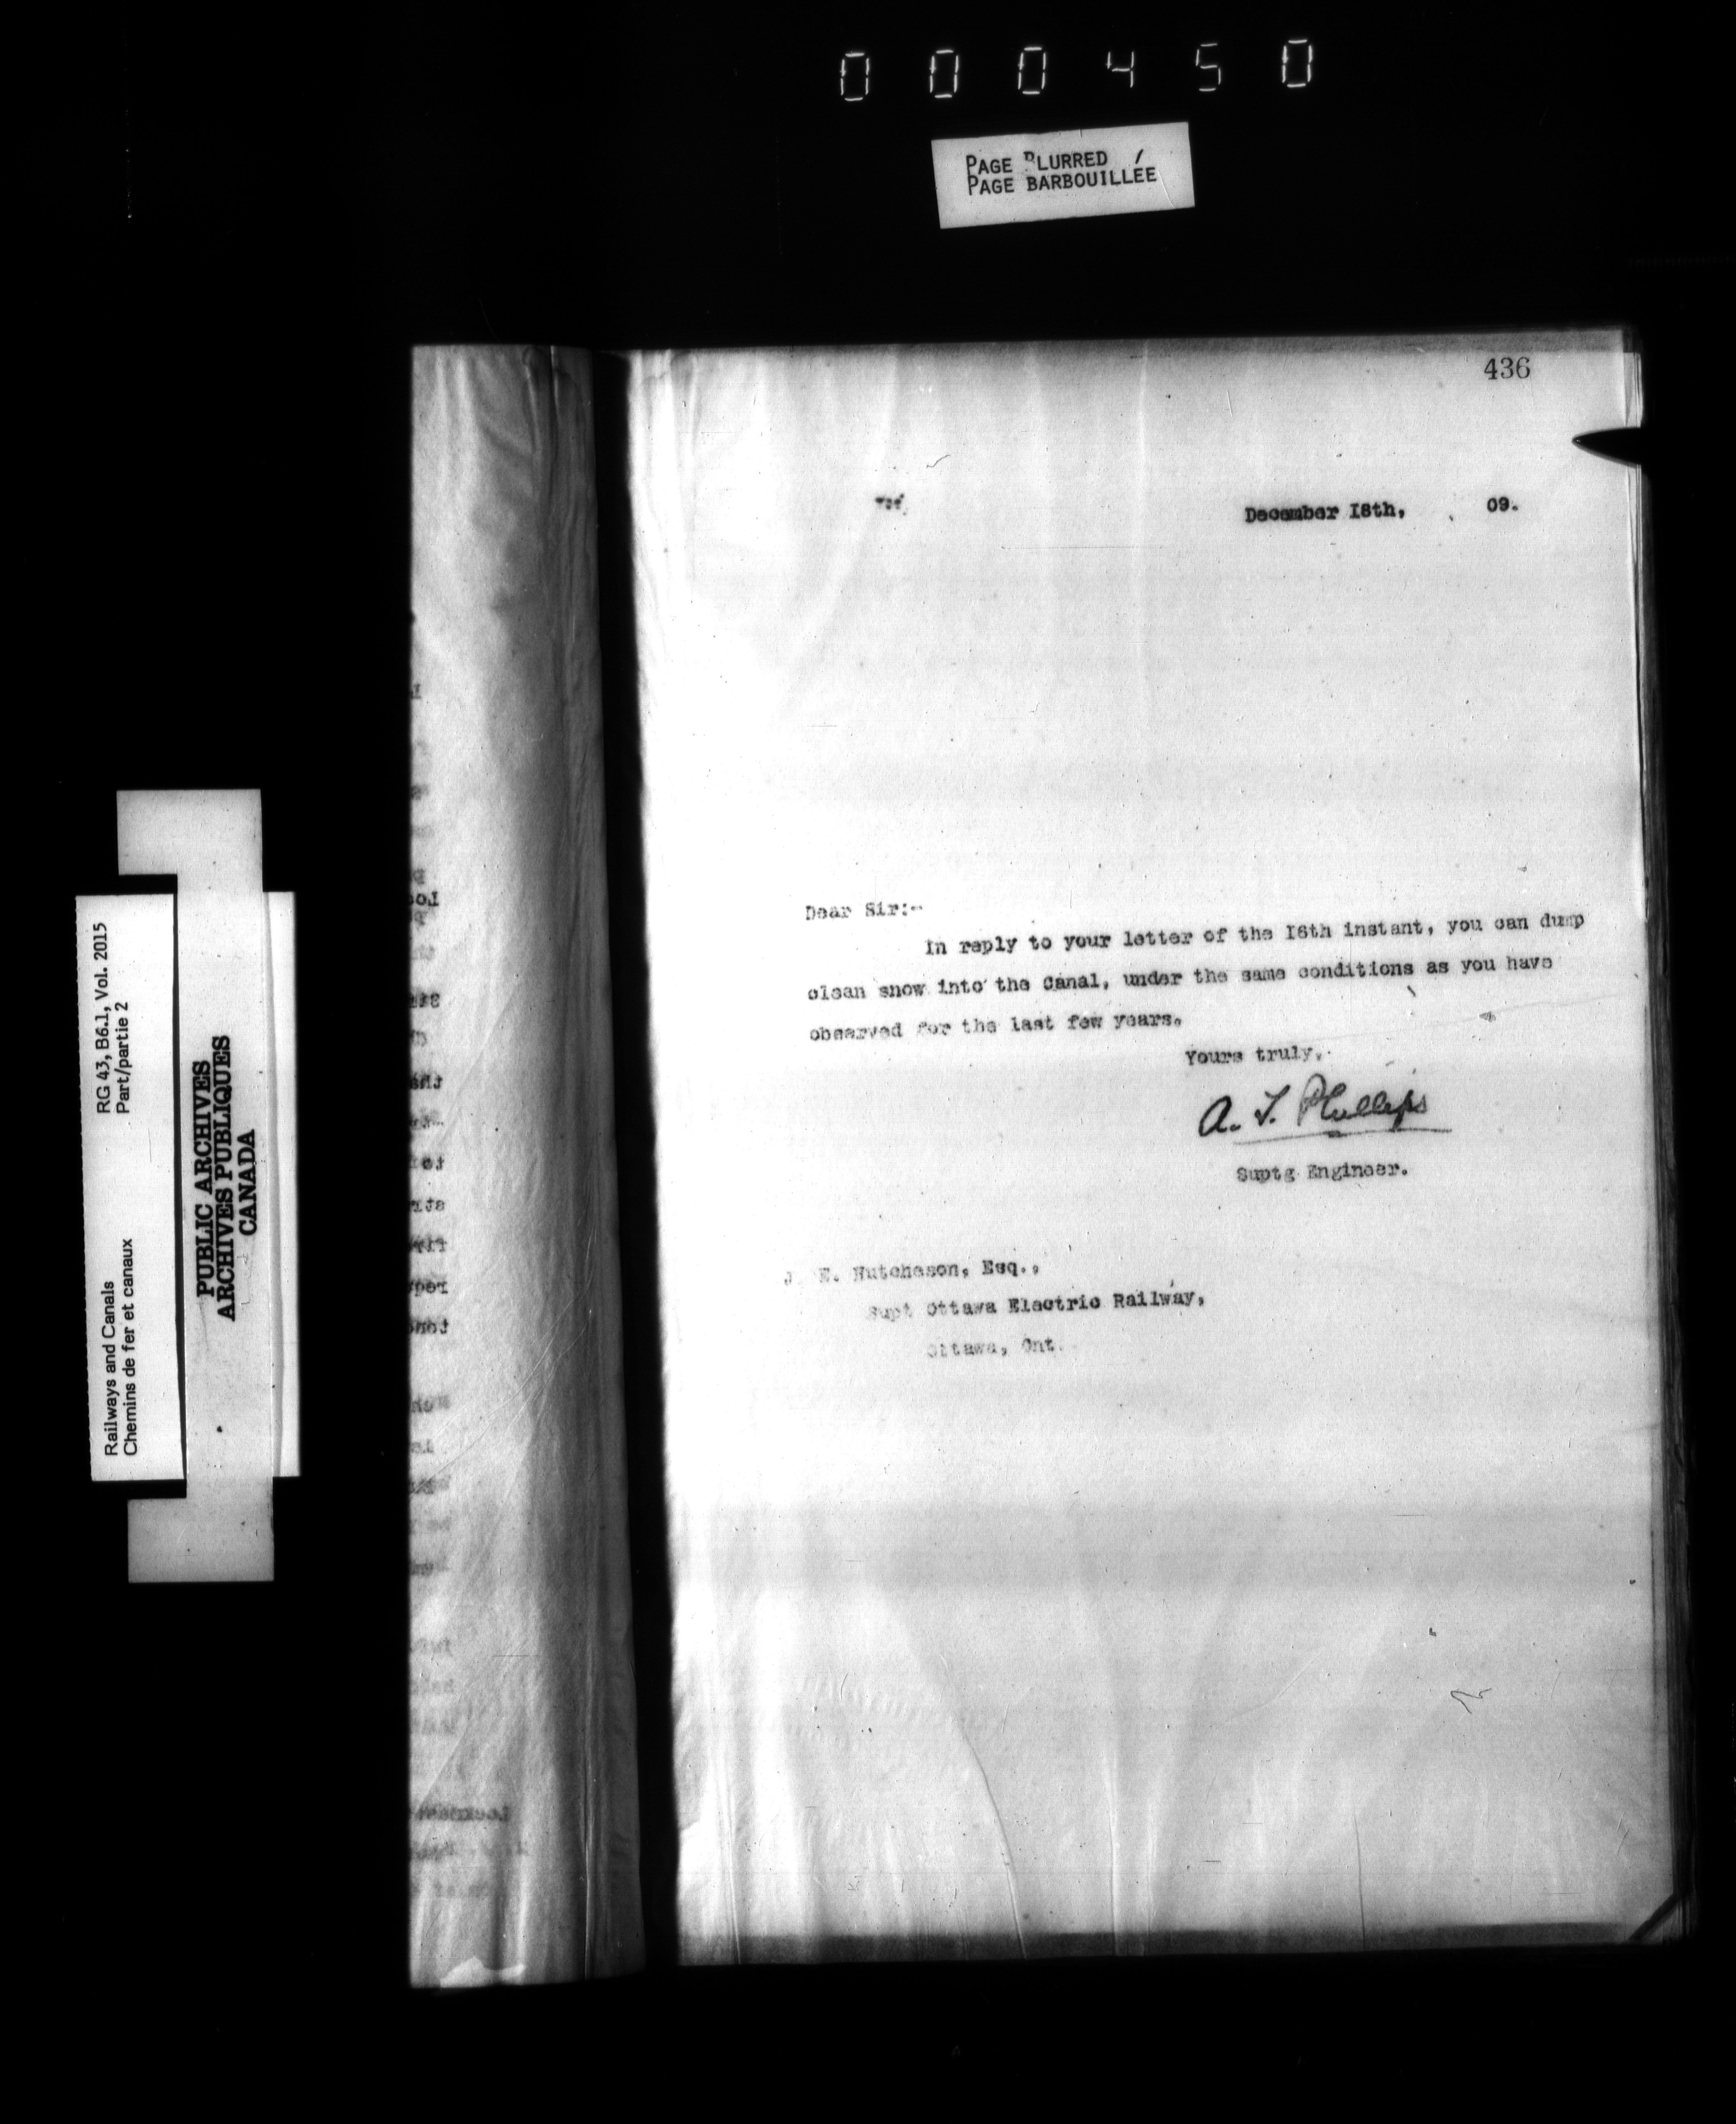 000450
PAGE BLURRED
PAGE BARBOUILLÉE
436
December 18th, 09.
Dear Sir:-
In reply to your letter of the 16th instant, you can dump
clean snow into the Canal, under the same conditions as you have
observed for the last few years.
Yours truly,
A. T. Phillips
Suptg Engineer.
J. E. Hutcheson, Esq.,
Supt Ottawa Electric Railway,
Ottawa, Ont.
RG 43, B6.1, Vol. 2015
Part/partie 2
Railways and Canals
Chemins de fer et canaux
PUBLIC ARCHIVES
ARCHIVES PUBLIQUES
CANADA